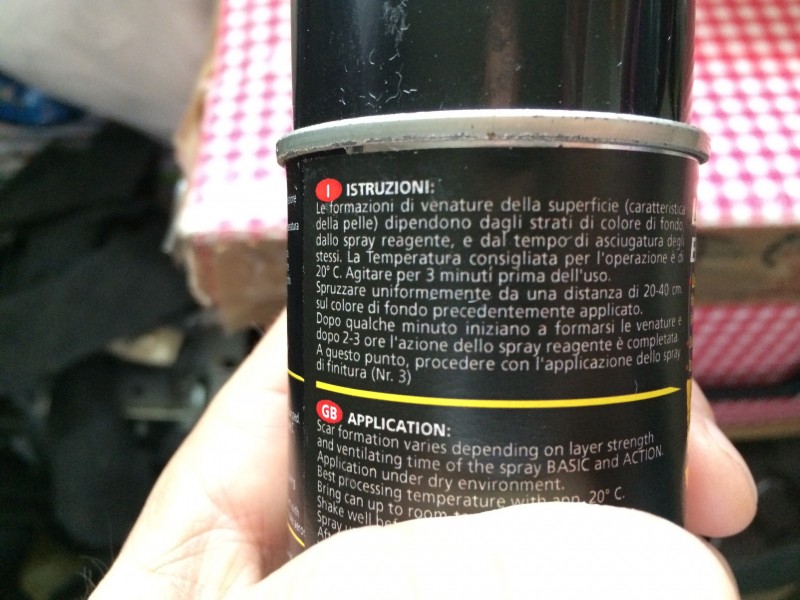 I ISTRUZIONI:
Le formazioni di venature della superficie (caratteristica
della pelle) dipendono dagli strati di colore di fondo
dallo spray reagente, e dal tempo di asciugatura degli
stessi. La Temperatura consigliata per l'operazione è di
20° C. Agitare per 3 minuti prima dell'uso.
Spruzzare uniformemente da una distanza di 20-40 cm.
sul colore di fondo precedentemente applicato.
Dopo qualche minuto iniziano a formarsi le venature e
dopo 2-3 ore l'azione dello spray reagente è completata.
A questo punto, procedere con l'applicazione dello spray
di finitura (Nr. 3)
GB APPLICATION:
Scar formation varies depending on layer strength
and ventilating time of the spray BASIC and ACTION.
Application under dry environment.
Best processing temperature with app. 20° C.
Bring can up to room
Shake well
Spray